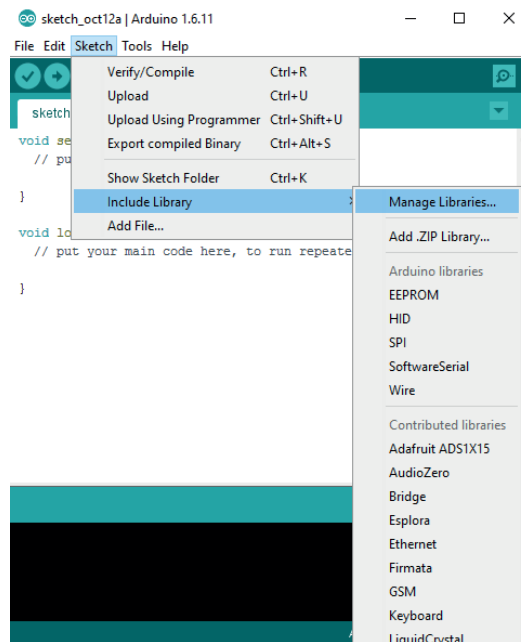 sketch_oct12a | Arduino 1.6.11
File Edit Sketch Tools Help
Verify/Compile Ctrl+R
Upload Ctrl+U
Upload Using Programmer Ctrl+Shift+U
Export compiled Binary Ctrl+Alt+S
Show Sketch Folder Ctrl+K
Include Library
Add File...
Manage Libraries...
Add .ZIP Library...
Arduino libraries
EEPROM
HID
SPI
SoftwareSerial
Wire
Contributed libraries
Adafruit ADS1X15
AudioZero
Bridge
Esplora
Ethernet
Firmata
GSM
Keyboard
LiquidCrystal
sketch
void se
// pu
}
void lo
// put your main code here, to run repeate
}